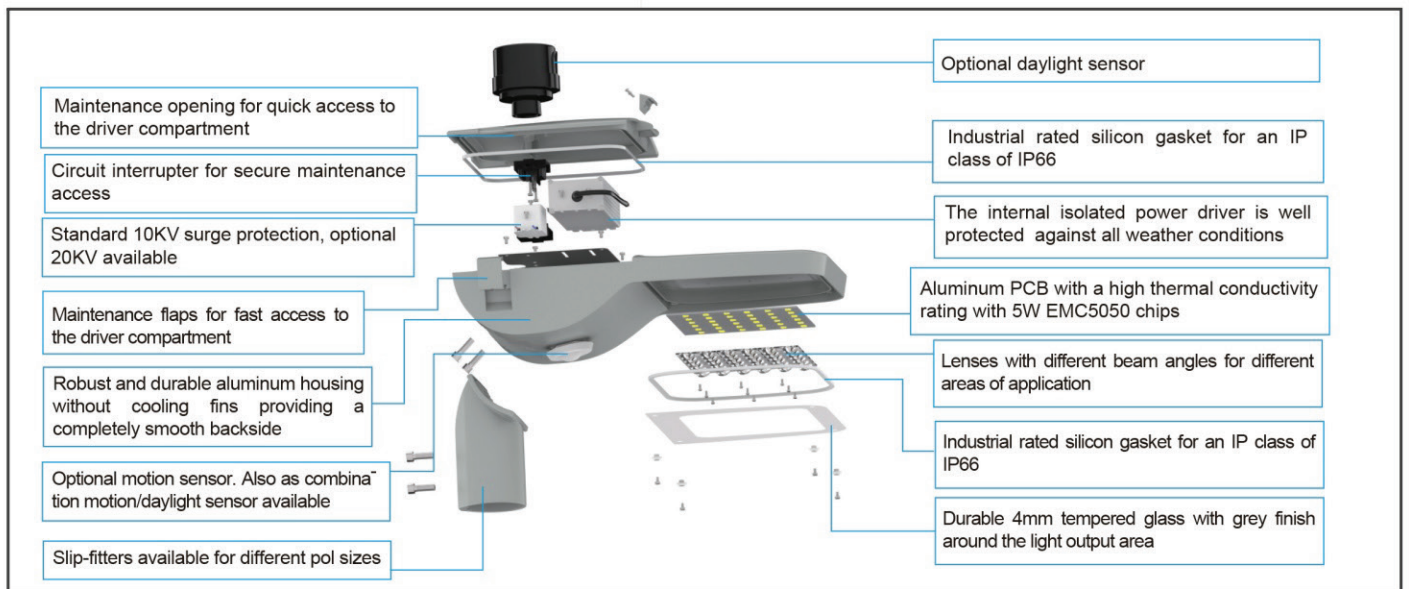 Maintenance opening for quick access to
the driver compartment
Circuit interrupter for secure maintenance
access
Standard 10KV surge protection, optional
20KV available
Maintenance flaps for fast access to
the driver compartment
Robust and durable aluminum housing
without cooling fins providing a
completely smooth backside
Optional motion sensor. Also as combina-
tion motion/daylight sensor available
Slip-fitters available for different pol sizes
Optional daylight sensor
Industrial rated silicon gasket for an IP
class of IP66
The internal isolated power driver is well
protected against all weather conditions
Aluminum PCB with a high thermal conductivity
rating with 5W EMC5050 chips
Lenses with different beam angles for different
areas of application
Industrial rated silicon gasket for an IP class of
IP66
Durable 4mm tempered glass with grey finish
around the light output area